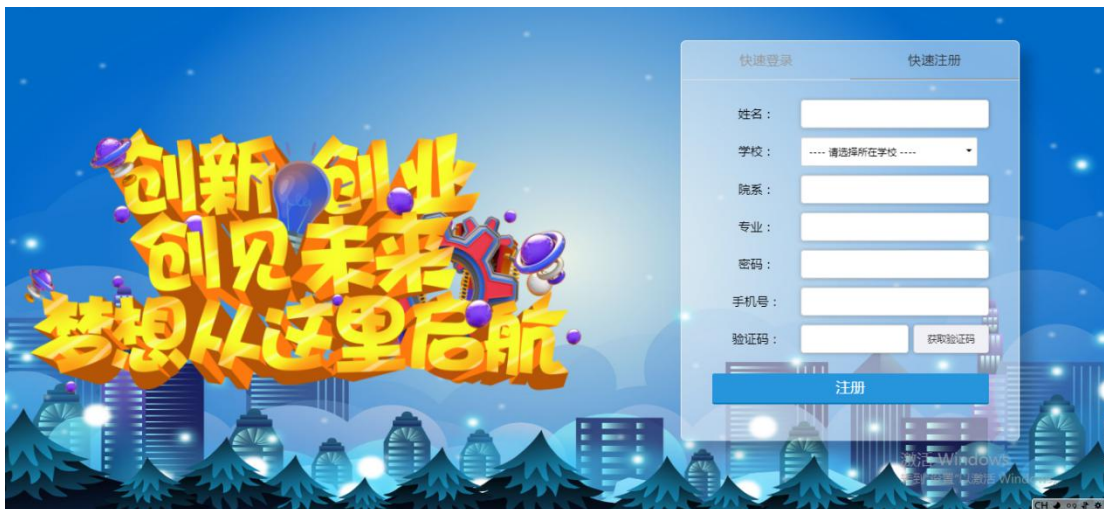 创新 创业
创见未来
梦想从这里启航
快速登录 快速注册
姓名：
学校： ---- 请选择所在学校 ----
院系：
专业：
密码：
手机号：
验证码： 获取验证码
注册
激活 Windows
CH